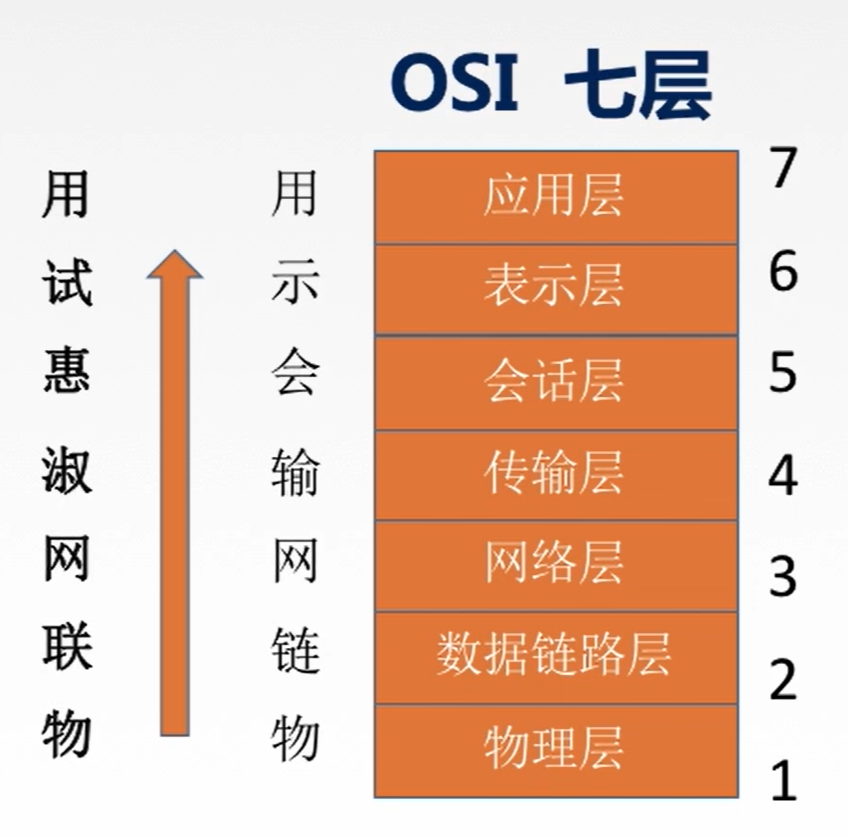 OSI 七层
用 用 应用层 7
试 示 表示层 6
惠 会 会话层 5
淑 输 传输层 4
网 网 网络层 3
联 链 数据链路层 2
物 物 物理层 1